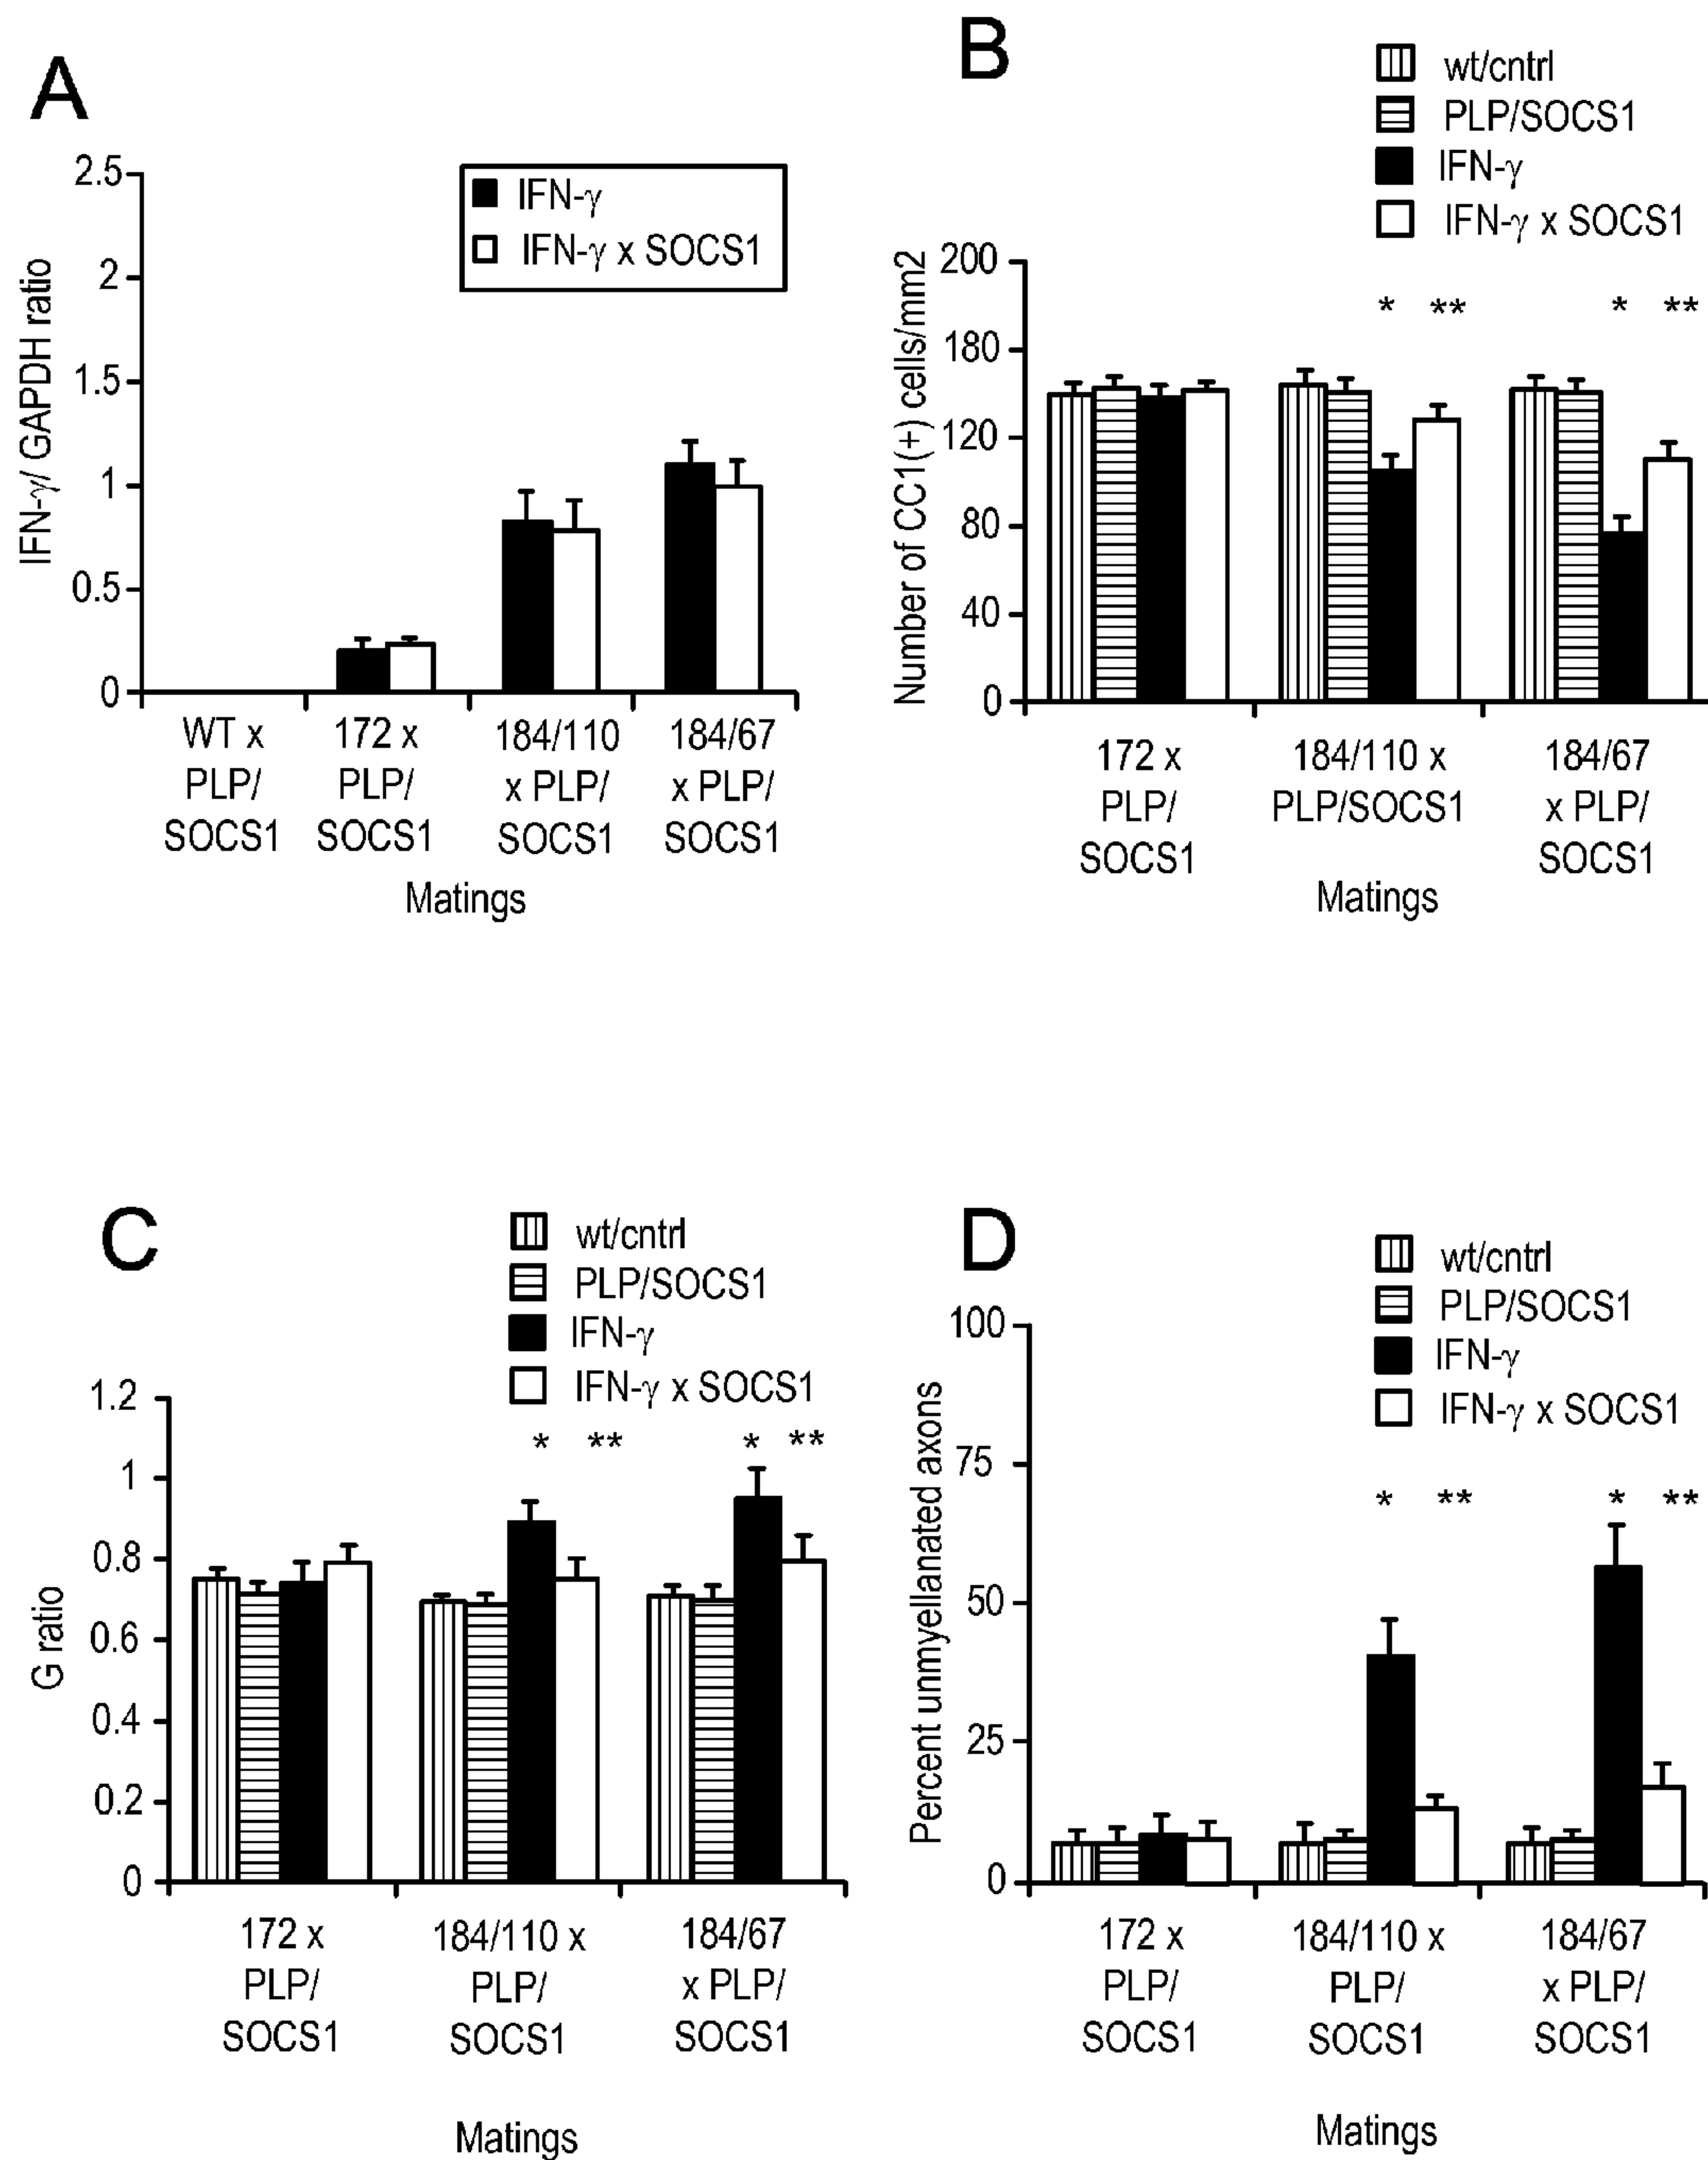 A
2.5
2
1.5
1
0.5
0
IFN-γ/ GAPDH ratio
IFN-γ
IFN-γ x SOCS1
WT x
PLP/
SOCS1
172 x
PLP/
SOCS1
184/110
x PLP/
SOCS1
184/67
x PLP/
SOCS1
Matings
B
wt/cntrl
PLP/SOCS1
IFN-γ
IFN-γ x SOCS1
Number of CC1(+) cells/mm2
200
180
120
80
40
0
* ** * **
172 x
PLP/
SOCS1
184/110 x
PLP/SOCS1
184/67
x PLP/
SOCS1
Matings
C
wt/cntrl
PLP/SOCS1
IFN-γ
IFN-γ x SOCS1
G ratio
1.2
1
0.8
0.6
0.4
0.2
0
* ** * **
172 x
PLP/
SOCS1
184/110 x
PLP/
SOCS1
184/67
x PLP/
SOCS1
Matings
D
wt/cntrl
PLP/SOCS1
IFN-γ
IFN-γ x SOCS1
Percent unmyellanated axons
100
75
50
25
0
* ** * **
172 x
PLP/
SOCS1
184/110 x
PLP/
SOCS1
184/67
x PLP/
SOCS1
Matings